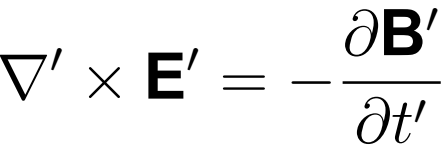 ∇′ × E′ = −∂B′/∂t′